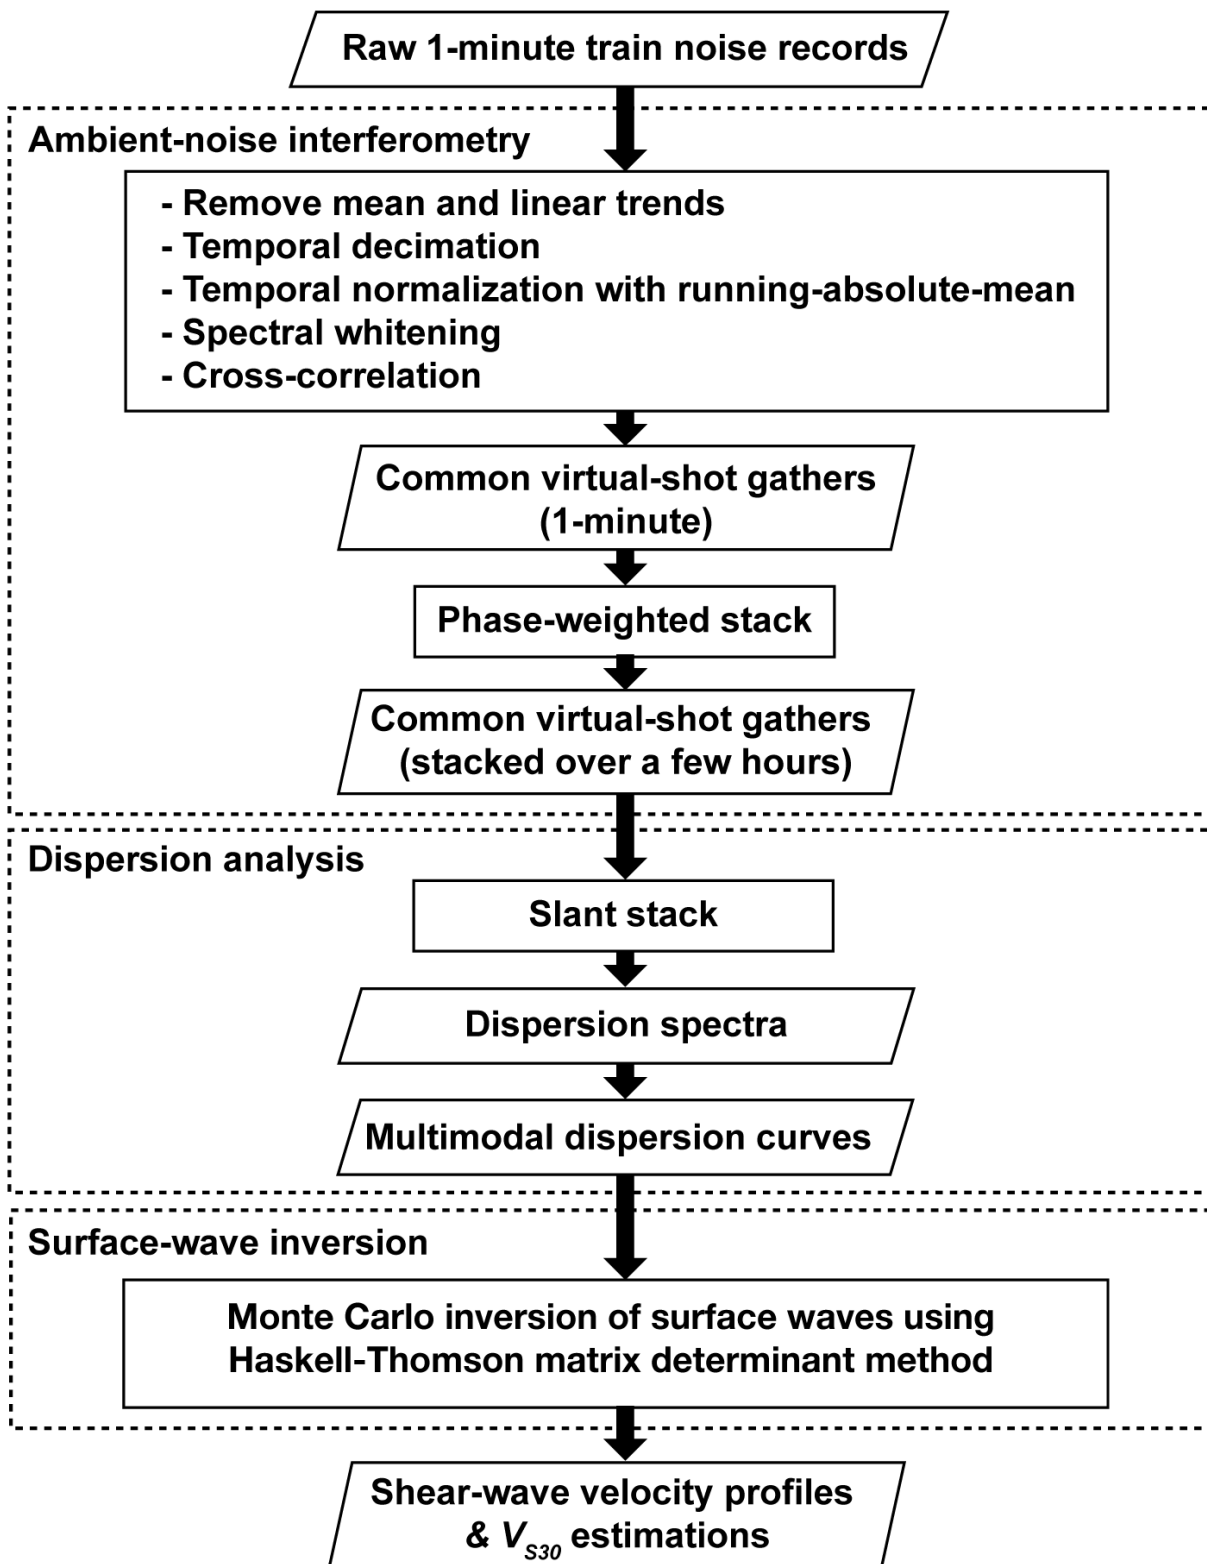 Raw 1-minute train noise records
Ambient-noise interferometry
- Remove mean and linear trends
- Temporal decimation
- Temporal normalization with running-absolute-mean
- Spectral whitening
- Cross-correlation
Common virtual-shot gathers
(1-minute)
Phase-weighted stack
Common virtual-shot gathers
(stacked over a few hours)
Dispersion analysis
Slant stack
Dispersion spectra
Multimodal dispersion curves
Surface-wave inversion
Monte Carlo inversion of surface waves using
Haskell-Thomson matrix determinant method
Shear-wave velocity profiles
& VS30 estimations